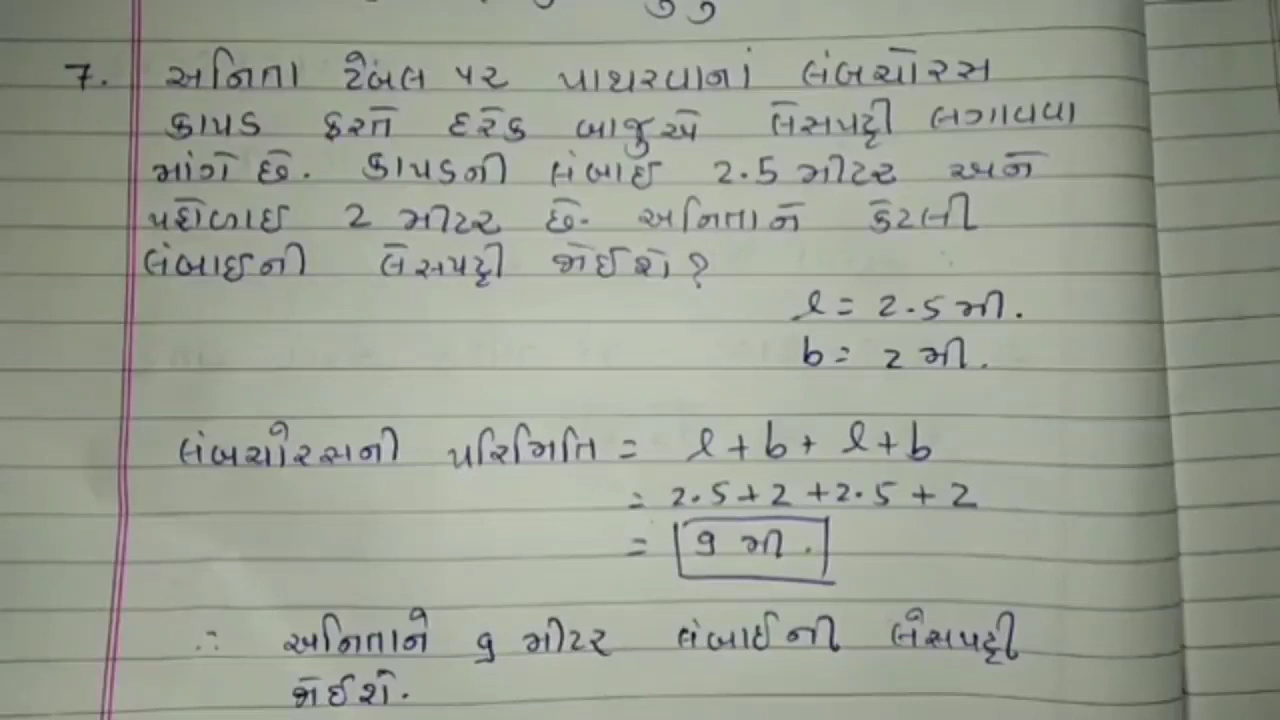 7. અનિતા ટેબલ પર પાથરવાનાં લંબચોરસ
કાપડ ફરતે દરેક બાજુએ લેસપટ્ટી લગાવવા
માંગે છે. કાપડની લંબાઇ 2.5 મીટર અને
પહોળાઇ 2 મીટર છે. અનિતાને કેટલી
લંબાઇની લેસપટ્ટી જોઇશે?
l = 2.5 મી.
b = 2 મી.
લંબચોરસની પરિમિતિ = l + b + l + b
= 2.5 + 2 + 2.5 + 2
= 9 મી.
∴ અનિતાને 9 મીટર લંબાઈની લેસપટ્ટી
જોઈશે.